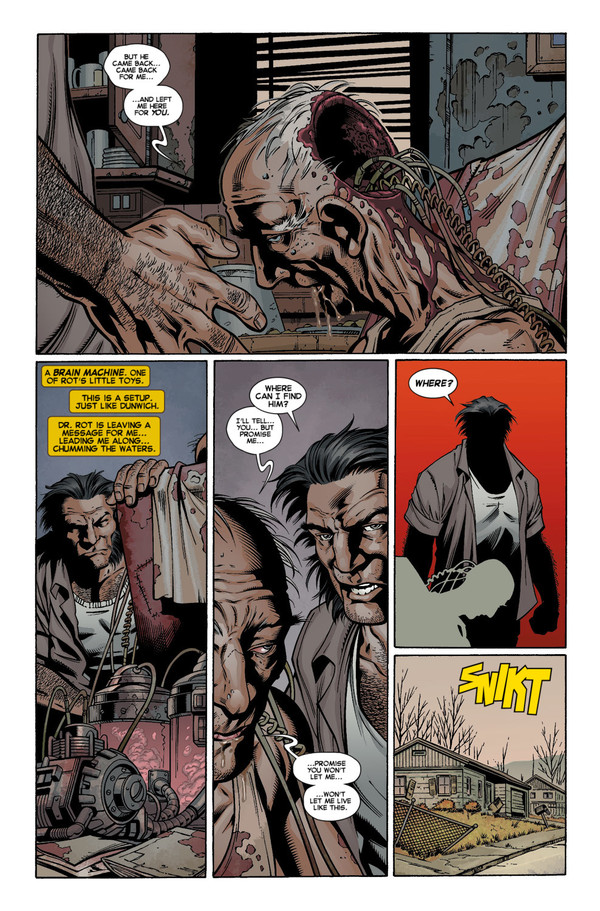 BUT HE
CAME BACK...
CAME BACK
FOR ME...
...AND LEFT
ME HERE
FOR YOU.
A BRAIN MACHINE. ONE
OF ROT'S LITTLE TOYS.
THIS IS A SETUP.
JUST LIKE DUNWICH.
DR. ROT IS LEAVING A
MESSAGE FOR ME...
LEADING ME ALONG...
CHUMMING THE WATERS.
WHERE
CAN I FIND
HIM?
I'LL TELL...
YOU... BUT
PROMISE
ME...
...PROMISE
YOU WON'T
LET ME...
...WON'T
LET ME LIVE
LIKE THIS.
WHERE?
SNIKT